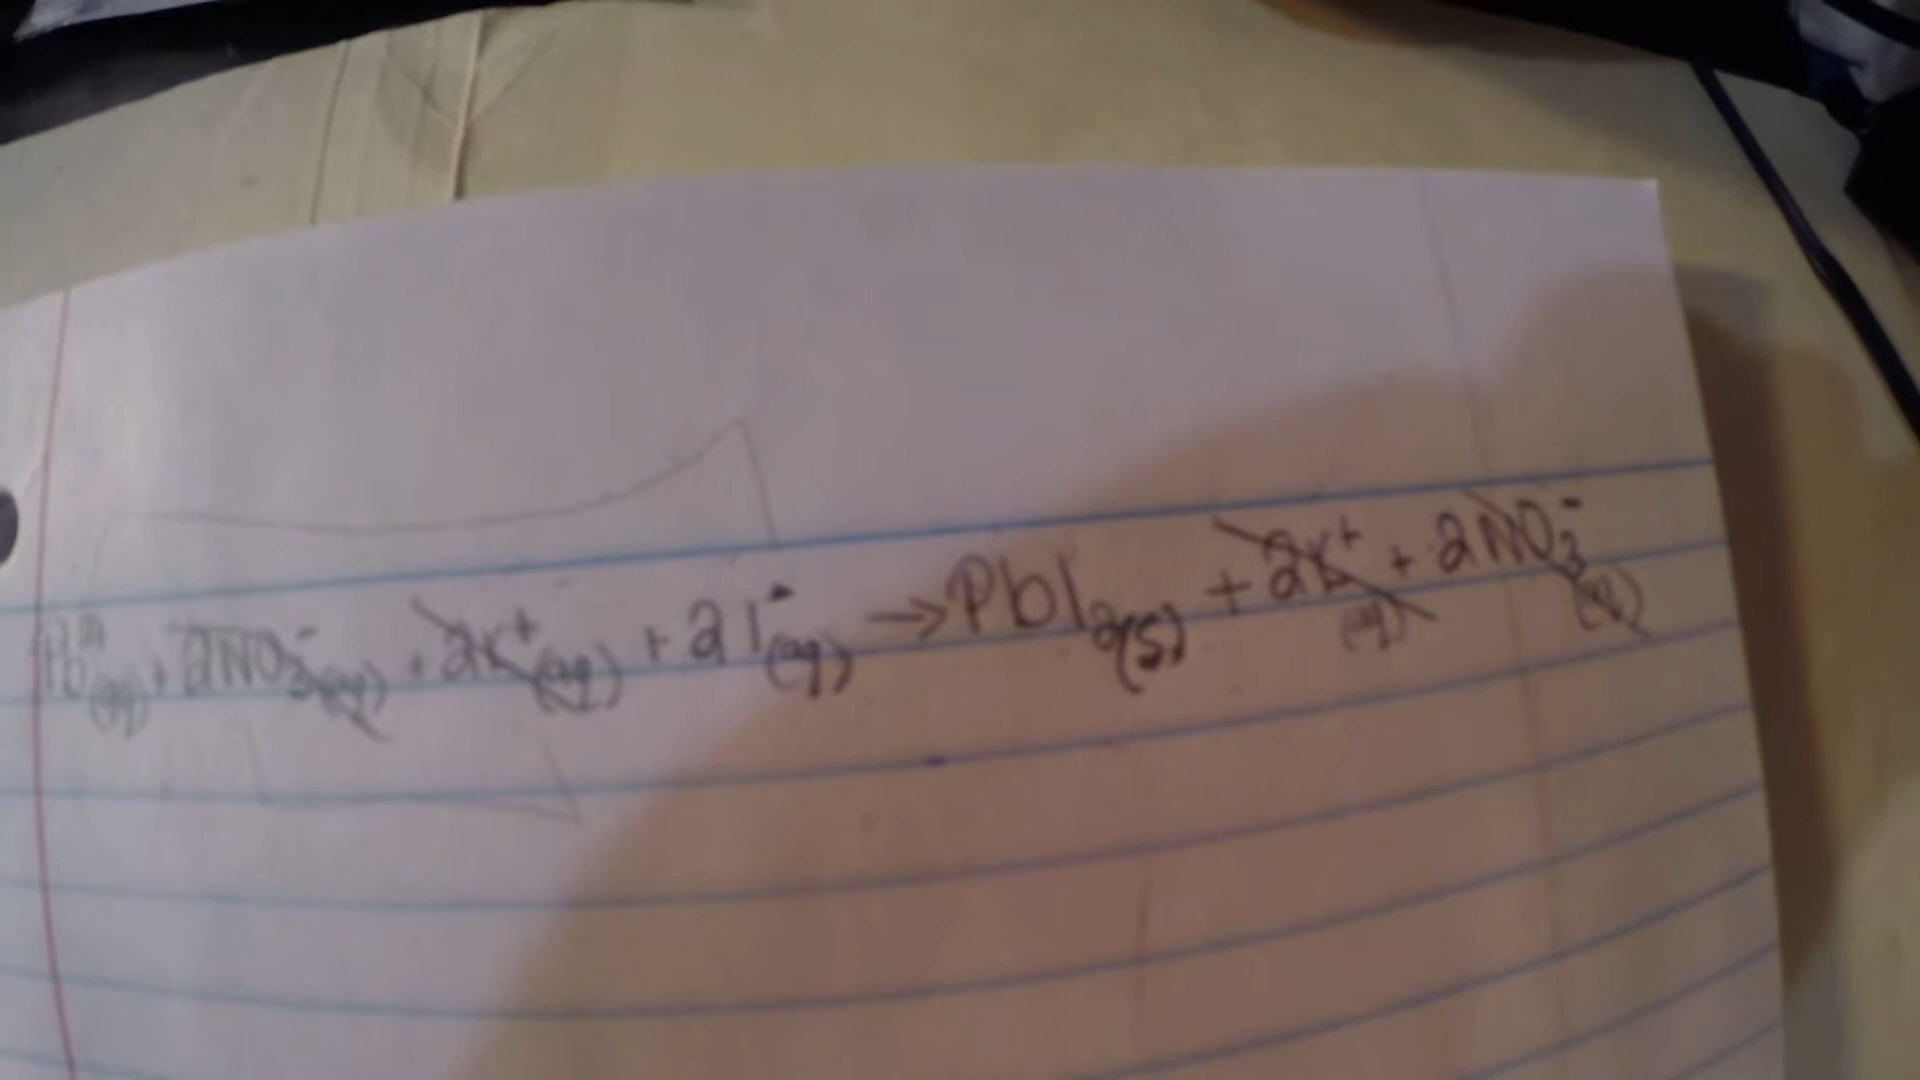 Pb²⁺(aq) + 2NO₃⁻(aq) + 2K⁺(aq) + 2I⁻(aq) → PbI₂(s) + 2K⁺(aq) + 2NO₃⁻(aq)